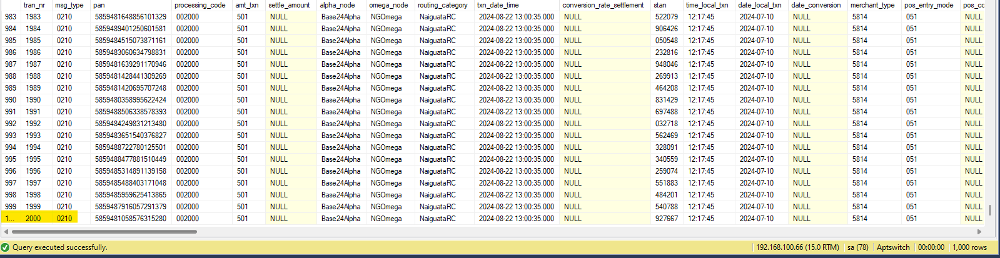 tran_nr msg_type pan processing_code amt_txn settle_amount alpha_node omega_node routing_category txn_date_time conversion_rate_settlement stan time_local_txn date_local_txn date_conversion merchant_type pos_entry_mode pos_co
983 1983 0210 5859481648856101329 002000 501 NULL Base24Alpha NGOmega NaiguataRC 2024-08-22 13:00:35.000 NULL 522079 12:17:45 2024-07-10 NULL 5814 051 NULL
984 1984 0210 5859489401250601581 002000 501 NULL Base24Alpha NGOmega NaiguataRC 2024-08-22 13:00:35.000 NULL 906426 12:17:45 2024-07-10 NULL 5814 051 NULL
985 1985 0210 5859484515073871161 002000 501 NULL Base24Alpha NGOmega NaiguataRC 2024-08-22 13:00:35.000 NULL 050548 12:17:45 2024-07-10 NULL 5814 051 NULL
986 1986 0210 5859483060634798831 002000 501 NULL Base24Alpha NGOmega NaiguataRC 2024-08-22 13:00:35.000 NULL 232816 12:17:45 2024-07-10 NULL 5814 051 NULL
987 1987 0210 5859481639291170946 002000 501 NULL Base24Alpha NGOmega NaiguataRC 2024-08-22 13:00:35.000 NULL 948046 12:17:45 2024-07-10 NULL 5814 051 NULL
988 1988 0210 5859481428441309269 002000 501 NULL Base24Alpha NGOmega NaiguataRC 2024-08-22 13:00:35.000 NULL 269913 12:17:45 2024-07-10 NULL 5814 051 NULL
989 1989 0210 5859481420695707248 002000 501 NULL Base24Alpha NGOmega NaiguataRC 2024-08-22 13:00:35.000 NULL 464208 12:17:45 2024-07-10 NULL 5814 051 NULL
990 1990 0210 5859480358995622424 002000 501 NULL Base24Alpha NGOmega NaiguataRC 2024-08-22 13:00:35.000 NULL 831429 12:17:45 2024-07-10 NULL 5814 051 NULL
991 1991 0210 5859488506338578393 002000 501 NULL Base24Alpha NGOmega NaiguataRC 2024-08-22 13:00:35.000 NULL 697488 12:17:45 2024-07-10 NULL 5814 051 NULL
992 1992 0210 5859484249831213480 002000 501 NULL Base24Alpha NGOmega NaiguataRC 2024-08-22 13:00:35.000 NULL 032718 12:17:45 2024-07-10 NULL 5814 051 NULL
993 1993 0210 5859483651540376827 002000 501 NULL Base24Alpha NGOmega NaiguataRC 2024-08-22 13:00:35.000 NULL 562469 12:17:45 2024-07-10 NULL 5814 051 NULL
994 1994 0210 5859488722780125501 002000 501 NULL Base24Alpha NGOmega NaiguataRC 2024-08-22 13:00:35.000 NULL 328091 12:17:45 2024-07-10 NULL 5814 051 NULL
995 1995 0210 5859488477881510449 002000 501 NULL Base24Alpha NGOmega NaiguataRC 2024-08-22 13:00:35.000 NULL 340559 12:17:45 2024-07-10 NULL 5814 051 NULL
996 1996 0210 5859485314891139158 002000 501 NULL Base24Alpha NGOmega NaiguataRC 2024-08-22 13:00:35.000 NULL 259074 12:17:45 2024-07-10 NULL 5814 051 NULL
997 1997 0210 5859485488403171048 002000 501 NULL Base24Alpha NGOmega NaiguataRC 2024-08-22 13:00:35.000 NULL 551883 12:17:45 2024-07-10 NULL 5814 051 NULL
998 1998 0210 5859485959625413865 002000 501 NULL Base24Alpha NGOmega NaiguataRC 2024-08-22 13:00:35.000 NULL 484201 12:17:45 2024-07-10 NULL 5814 051 NULL
999 1999 0210 5859487916057291379 002000 501 NULL Base24Alpha NGOmega NaiguataRC 2024-08-22 13:00:35.000 NULL 540788 12:17:45 2024-07-10 NULL 5814 051 NULL
1... 2000 0210 5859481058576315280 002000 501 NULL Base24Alpha NGOmega NaiguataRC 2024-08-22 13:00:35.000 NULL 927667 12:17:45 2024-07-10 NULL 5814 051 NULL
Query executed successfully. 192.168.100.66 (15.0 RTM) sa (78) Aptswitch 00:00:00 1,000 rows